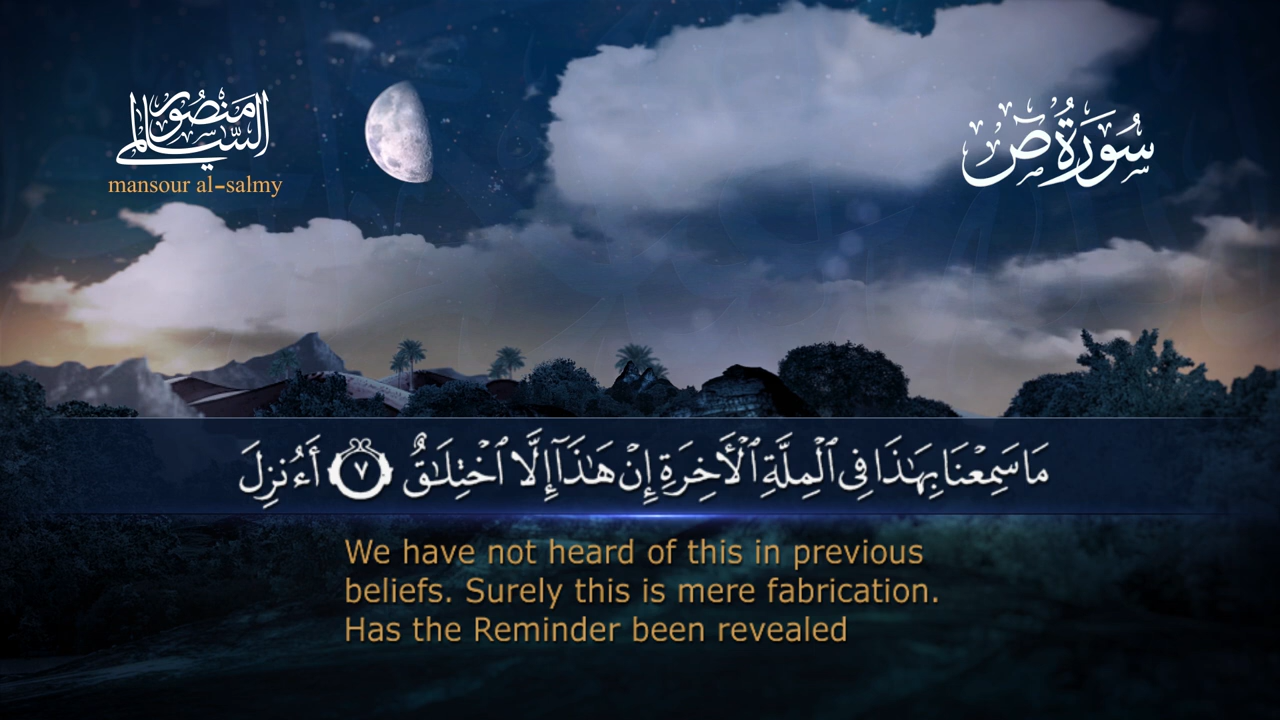 منصور السالمي
mansour al-salmy
سُورَةُ صٓ
مَا سَمِعْنَا بِهَٰذَا فِى ٱلْمِلَّةِ ٱلْأَخِرَةِ إِنْ هَٰذَآ إِلَّا ٱخْتِلَٰقٌ ٧ أَءُنزِلَ
We have not heard of this in previous
beliefs. Surely this is mere fabrication.
Has the Reminder been revealed